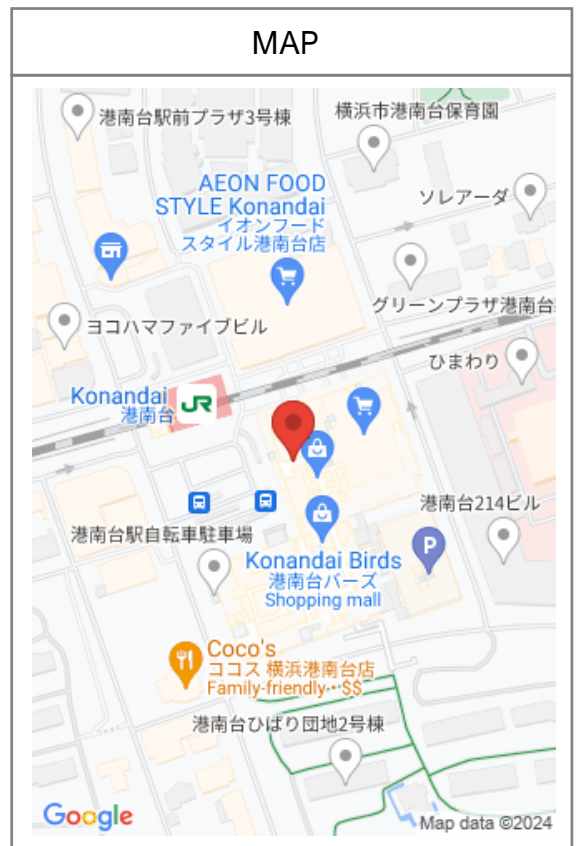 MAP
港南台駅前プラザ3号棟
横浜市港南台保育園
AEON FOOD
STYLE Konandai
イオンフード
スタイル港南台店
ソレアーダ
グリーンプラザ港南台
ヨコハマファイブビル
ひまわり
Konandai
港南台
JR
港南台214ビル
港南台駅自転車駐車場
P
Konandai Birds
港南台バーズ
Shopping mall
Coco's
ココス 横浜港南台店
Family-friendly・$$
港南台ひばり団地2号棟
Google
Map data ©2024